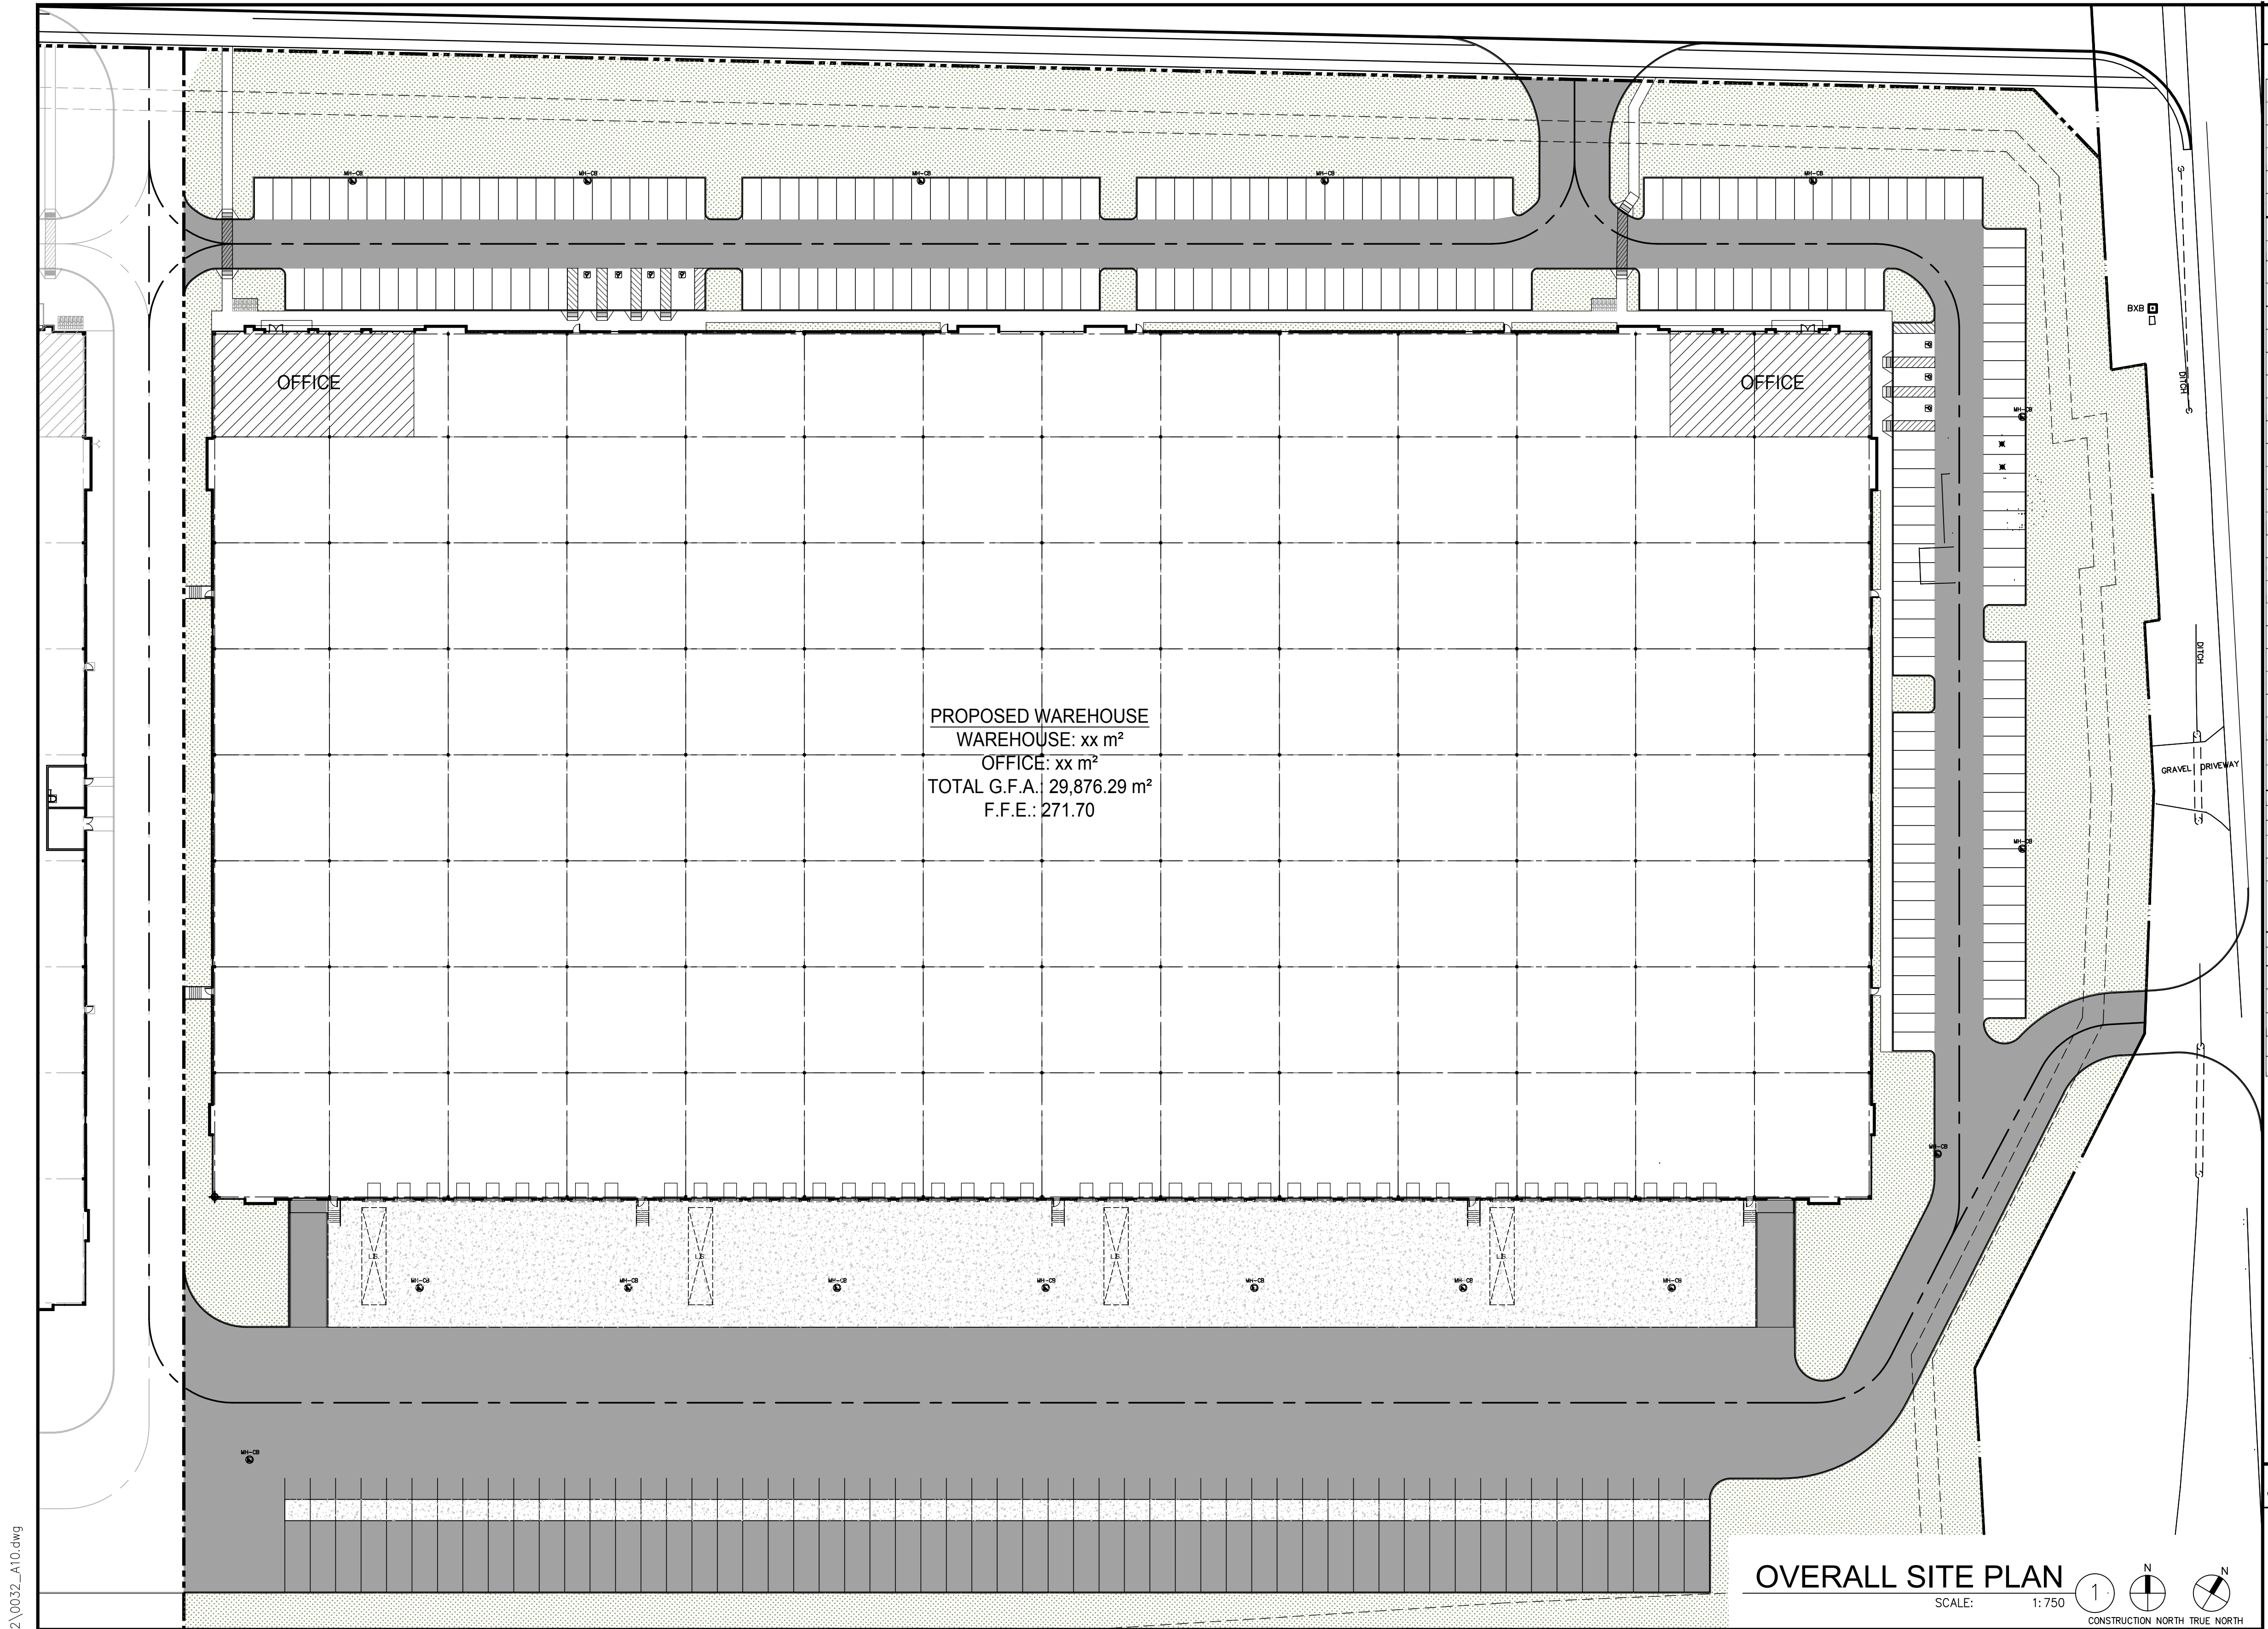 MH-CB
MH-CB
MH-CB
MH-CB
MH-CB
BXB
OFFICE
OFFICE
DITCH
MH-CB
DITCH
PROPOSED WAREHOUSE
WAREHOUSE: xx m²
OFFICE: xx m²
TOTAL G.F.A.: 29,876.29 m²
F.F.E.: 271.70
GRAVEL DRIVEWAY
MH-CB
MH-CB
L.S.
L.S.
L.S.
L.S.
MH-CB
MH-CB
MH-CB
MH-CB
MH-CB
MH-CB
MH-CB
MH-CB
2\0032_A10.dwg
OVERALL SITE PLAN
SCALE: 1:750
1
N
N
CONSTRUCTION NORTH TRUE NORTH